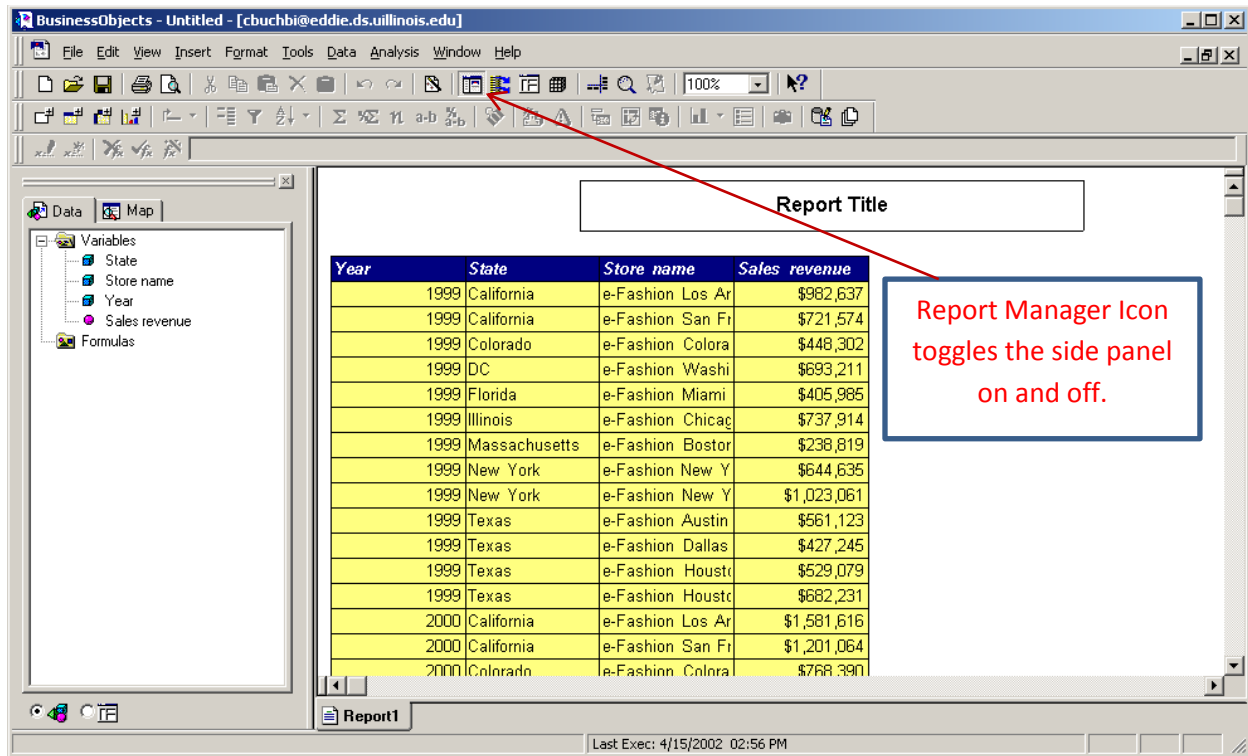 BusinessObjects - Untitled - [cbuchbi@eddie.ds.uillinois.edu]
File Edit View Insert Format Tools Data Analysis Window Help
100%
Σ %Σ n a-b
Data Map
Variables
State
Store name
Year
Sales revenue
Formulas
Report Title
Year State Store name Sales revenue
1999 California e-Fashion Los Ar $982,637
1999 California e-Fashion San Fr $721,574
1999 Colorado e-Fashion Colora $448,302
1999 DC e-Fashion Washi $693,211
1999 Florida e-Fashion Miami $405,985
1999 Illinois e-Fashion Chicag $737,914
1999 Massachusetts e-Fashion Bostor $238,819
1999 New York e-Fashion New Y $644,635
1999 New York e-Fashion New Y $1,023,061
1999 Texas e-Fashion Austin $561,123
1999 Texas e-Fashion Dallas $427,245
1999 Texas e-Fashion Housto $529,079
1999 Texas e-Fashion Housto $682,231
2000 California e-Fashion Los Ar $1,581,616
2000 California e-Fashion San Fr $1,201,064
2000 Colorado e-Fashion Colora $768,390
Report Manager Icon
toggles the side panel
on and off.
Report1
Last Exec: 4/15/2002 02:56 PM